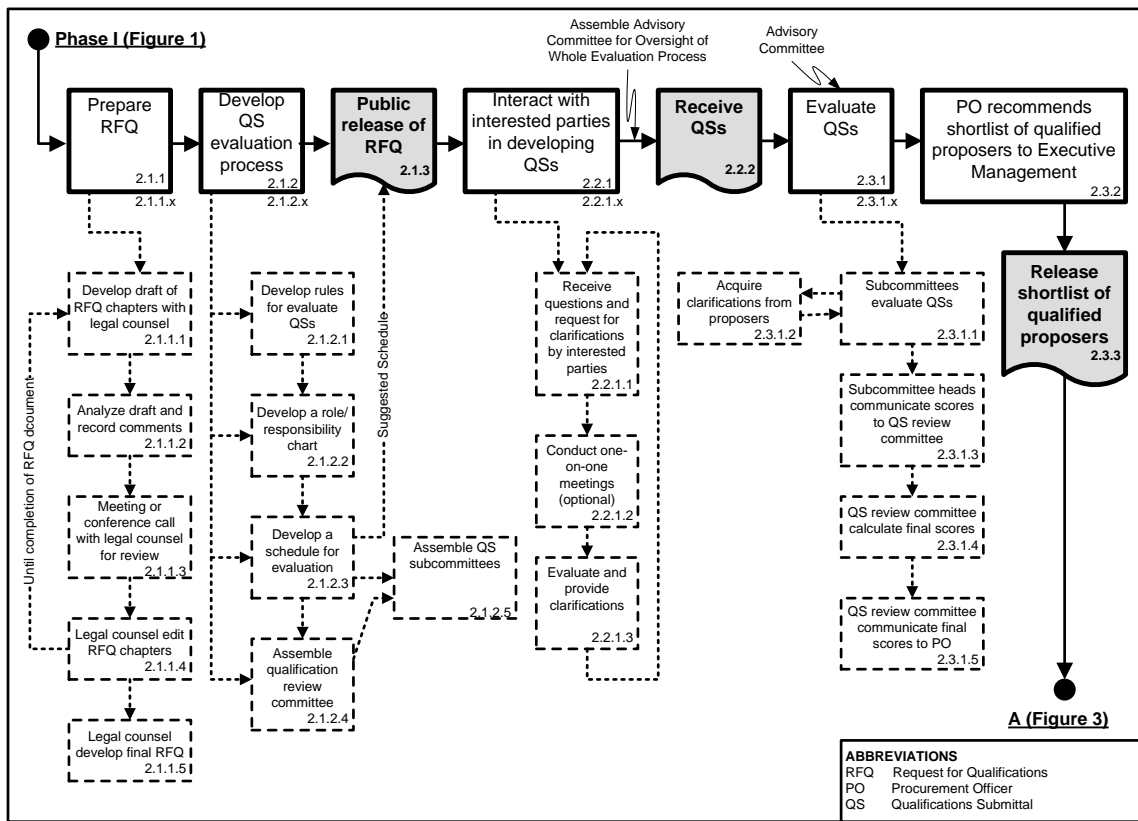 Phase I (Figure 1)
Assemble Advisory
Committee for Oversight of
Whole Evaluation Process
Advisory
Committee
Prepare
RFQ
2.1.1
2.1.1.x
Develop
QS
evaluation
process
2.1.2
2.1.2.x
Public
release of
RFQ
2.1.3
Interact with
interested parties
in developing
QSs
2.2.1
2.2.1.x
Receive
QSs
2.2.2
Evaluate
QSs
2.3.1
2.3.1.x
PO recommends
shortlist of qualified
proposers to Executive
Management
2.3.2
Release
shortlist of
qualified
proposers
2.3.3
Until completion of RFQ dcoument
Develop draft of
RFQ chapters with
legal counsel
2.1.1.1
Analyze draft and
record comments
2.1.1.2
Meeting or
conference call
with legal counsel
for review
2.1.1.3
Legal counsel edit
RFQ chapters
2.1.1.4
Legal counsel
develop final RFQ
2.1.1.5
Develop rules
for evaluate
QSs
2.1.2.1
Develop a role/
responsibility
chart
2.1.2.2
Develop a
schedule for
evaluation
2.1.2.3
Assemble
qualification
review
committee
2.1.2.4
Suggested Schedule
Assemble QS
subcommittees
2.1.2.5
Receive
questions and
request for
clarifications
by interested
parties
2.2.1.1
Conduct one-
on-one
meetings
(optional)
2.2.1.2
Evaluate and
provide
clarifications
2.2.1.3
Acquire
clarifications from
proposers
2.3.1.2
Subcommittees
evaluate QSs
2.3.1.1
Subcommittee heads
communicate scores
to QS review
committee
2.3.1.3
QS review committee
calculate final scores
2.3.1.4
QS review committee
communicate final
scores to PO
2.3.1.5
A (Figure 3)
ABBREVIATIONS
RFQ Request for Qualifications
PO Procurement Officer
QS Qualifications Submittal